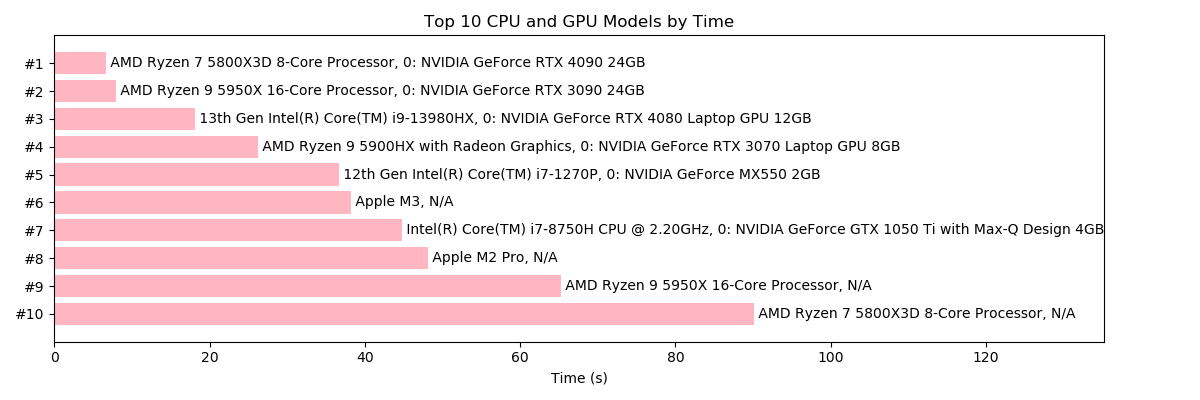 Top 10 CPU and GPU Models by Time
#1 AMD Ryzen 7 5800X3D 8-Core Processor, 0: NVIDIA GeForce RTX 4090 24GB
#2 AMD Ryzen 9 5950X 16-Core Processor, 0: NVIDIA GeForce RTX 3090 24GB
#3 13th Gen Intel(R) Core(TM) i9-13980HX, 0: NVIDIA GeForce RTX 4080 Laptop GPU 12GB
#4 AMD Ryzen 9 5900HX with Radeon Graphics, 0: NVIDIA GeForce RTX 3070 Laptop GPU 8GB
#5 12th Gen Intel(R) Core(TM) i7-1270P, 0: NVIDIA GeForce MX550 2GB
#6 Apple M3, N/A
#7 Intel(R) Core(TM) i7-8750H CPU @ 2.20GHz, 0: NVIDIA GeForce GTX 1050 Ti with Max-Q Design 4GB
#8 Apple M2 Pro, N/A
#9 AMD Ryzen 9 5950X 16-Core Processor, N/A
#10 AMD Ryzen 7 5800X3D 8-Core Processor, N/A
0 20 40 60 80 100 120
Time (s)